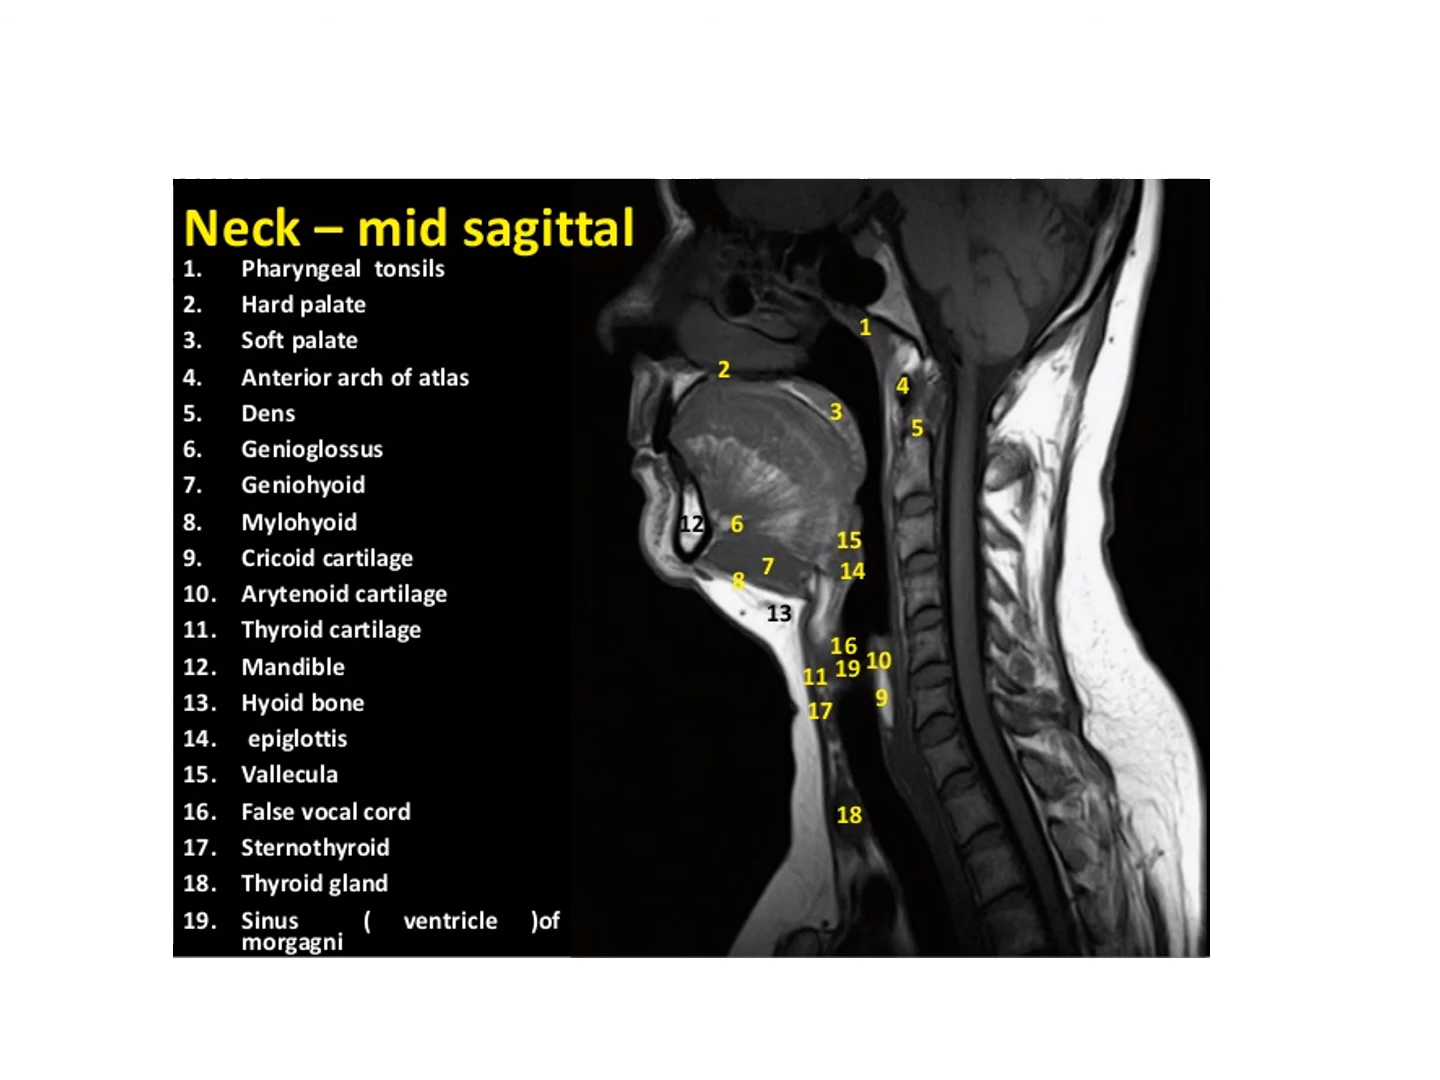 Neck – mid sagittal
1. Pharyngeal tonsils
2. Hard palate
3. Soft palate
4. Anterior arch of atlas
5. Dens
6. Genioglossus
7. Geniohyoid
8. Mylohyoid
9. Cricoid cartilage
10. Arytenoid cartilage
11. Thyroid cartilage
12. Mandible
13. Hyoid bone
14. epiglottis
15. Vallecula
16. False vocal cord
17. Sternothyroid
18. Thyroid gland
19. Sinus ( ventricle )of
morgagni
1
2
4
3
5
12 6
15
7 14
8
13
16
19 10
11
9
17
18